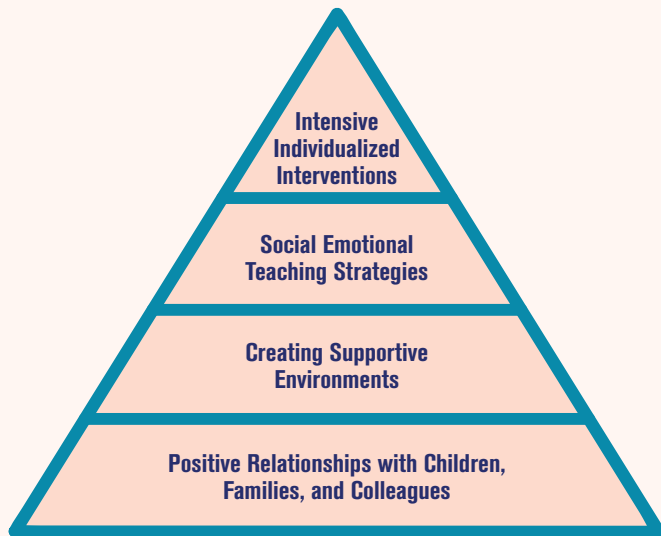 Intensive
Individualized
Interventions
Social Emotional
Teaching Strategies
Creating Supportive
Environments
Positive Relationships with Children,
Families, and Colleagues